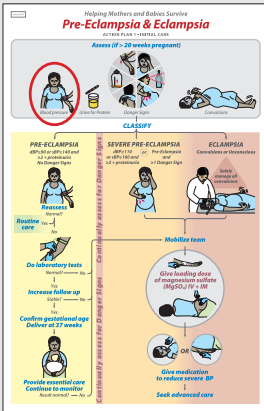 Helping Mothers and Babies Survive
Pre-Eclampsia & Eclampsia
ACTION PLAN 1 • INITIAL CARE
Assess (if > 20 weeks pregnant)
Blood pressure
Urine for Protein
Danger Signs
Convulsions
CLASSIFY
PRE-ECLAMPSIA
dBP≥90 or sBP≥140 and
≥2 + proteinuria
No Danger Signs
Reassess
Normal?
Yes
Routine
care
No
Do laboratory tests
Normal?
No
Yes
Increase follow up
Stable?
No
Yes
Confirm gestational age
Deliver at 37 weeks
Provide essential care
Continue to monitor
Result normal?
No
Continually assess for Danger Signs
Continually assess for Danger Signs
SEVERE PRE-ECLAMPSIA
dBP≥110
or sBP≥160 and
≥2 + proteinuria
or
Pre-Eclampsia
and
≥1 Danger Sign
ECLAMPSIA
Convulsions or Unconscious
Safely
manage all
convulsions
Mobilize team
Give loading dose
of magnesium sulfate
(MgSO₄) IV + IM
OR
Give medication
to reduce severe BP
Seek advanced care